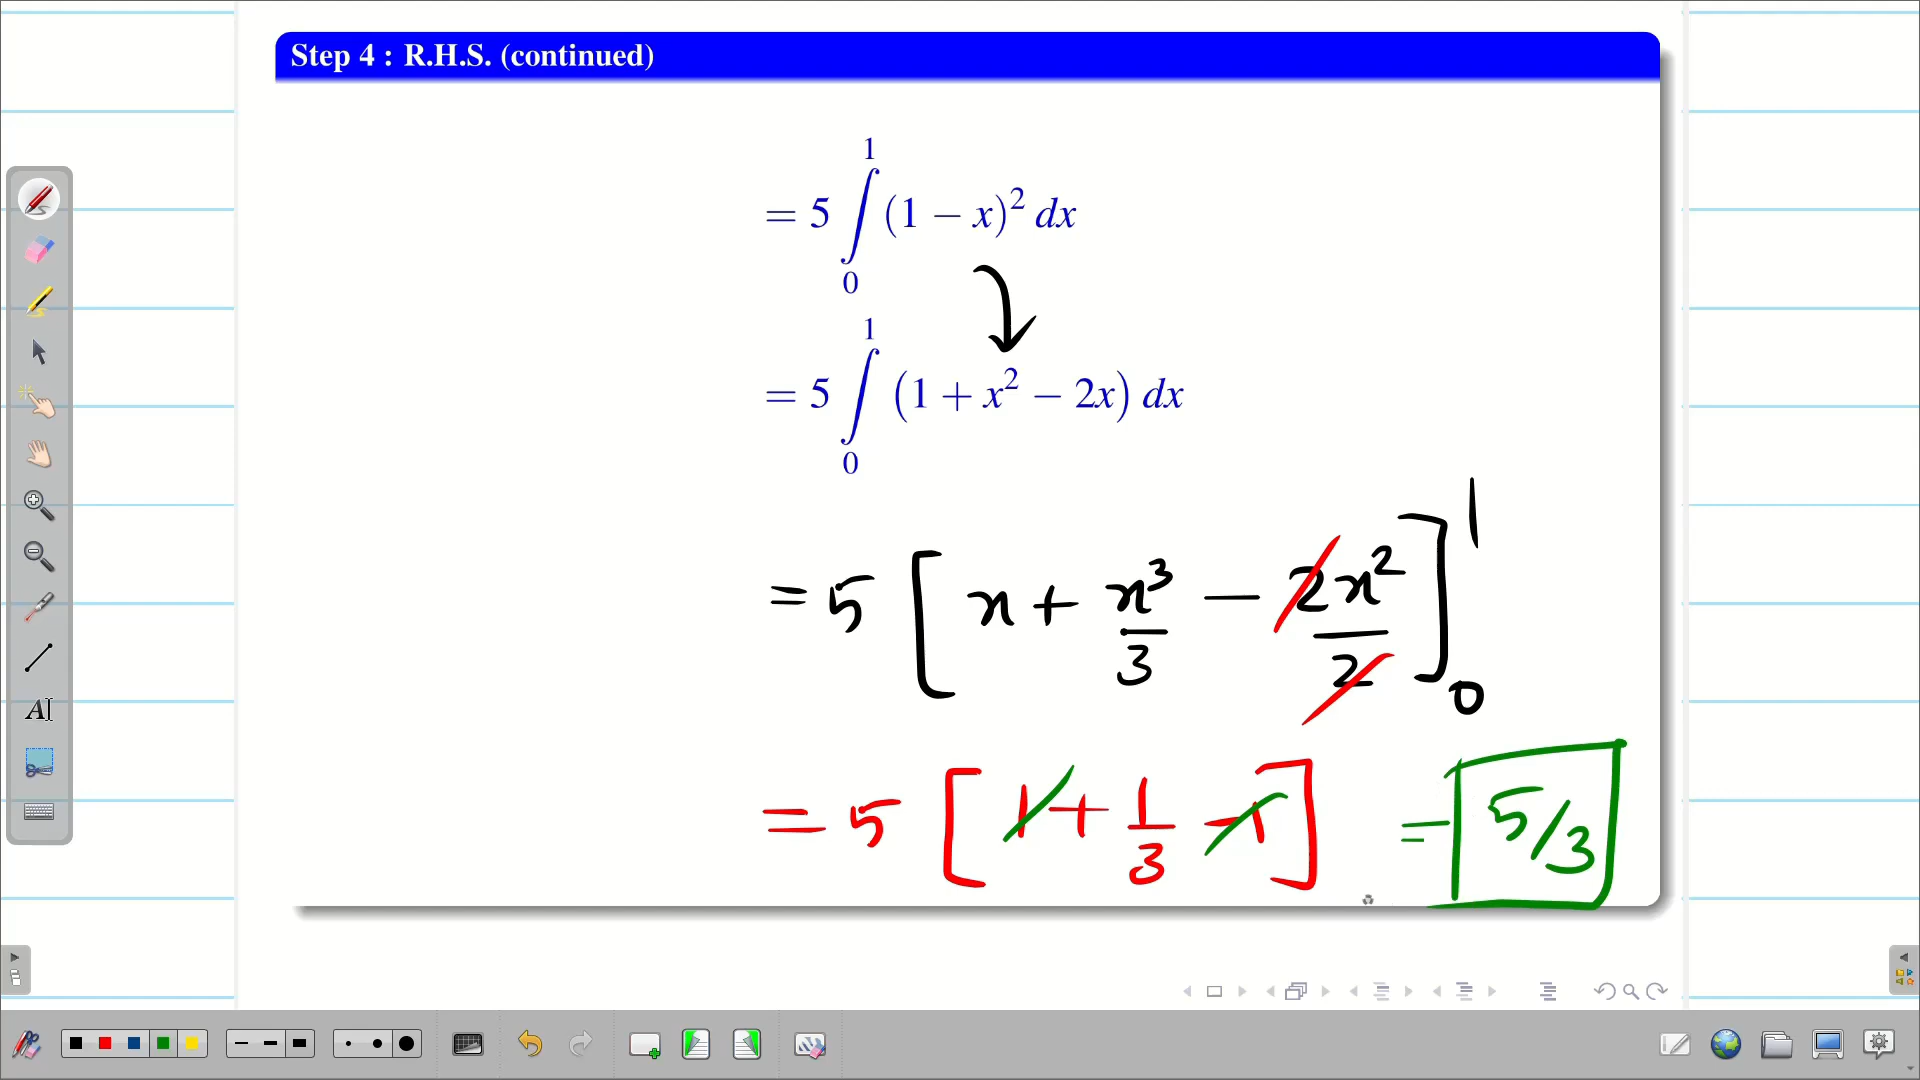 Step 4 : R.H.S. (continued)
= 5 ∫₀¹ (1 − x)² dx
= 5 ∫₀¹ (1 + x² − 2x) dx
= 5 [ x + x³/3 − 2x²/2 ]₀¹
= 5 [ 1 + 1/3 − 1 ] = 5/3